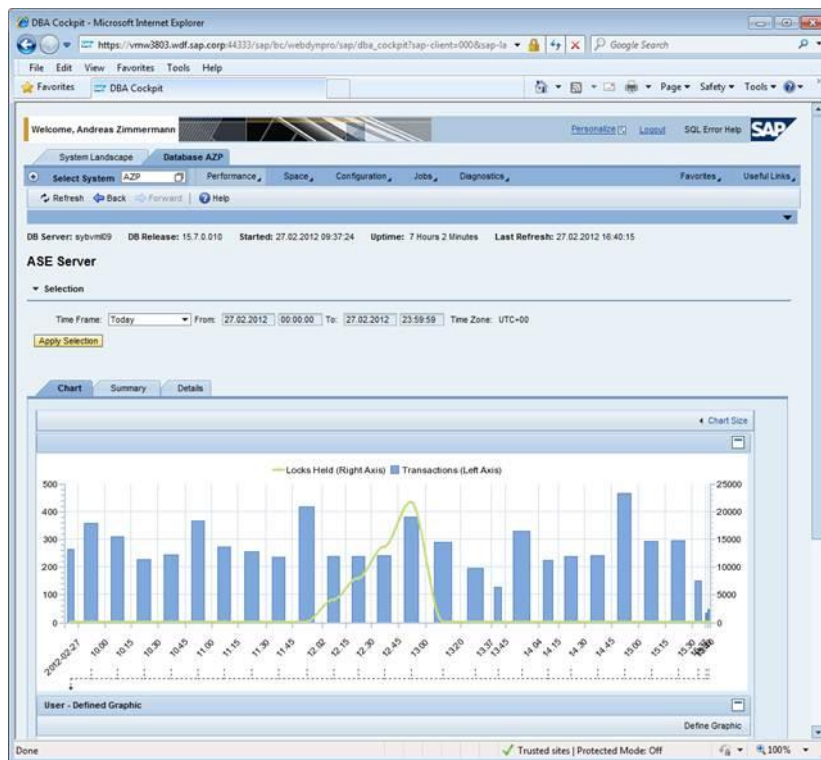 DBA Cockpit - Microsoft Internet Explorer
https://vmw3803.wdf.sap.corp:44333/sap/bc/webdynpro/sap/dba_cockpit?sap-client=000&sap-la
Google Search
File Edit View Favorites Tools Help
Favorites DBA Cockpit Page Safety Tools
Welcome, Andreas Zimmermann Personalize Logout SQL Error Help SAP
System Landscape Database AZP
Select System AZP Performance Space Configuration Jobs Diagnostics Favorites Useful Links
Refresh Back Forward Help
DB Server: sybvml09 DB Release: 15.7.0.010 Started: 27.02.2012 09:37:24 Uptime: 7 Hours 2 Minutes Last Refresh: 27.02.2012 16:40:15
ASE Server
Selection
Time Frame: Today From: 27.02.2012 00:00:00 To: 27.02.2012 23:59:59 Time Zone: UTC+00
Apply Selection
Chart Summary Details
Chart Size
Locks Held (Right Axis) Transactions (Left Axis)
500 25000
400 20000
300 15000
200 10000
100 5000
0 0
2012-02-27 10:00 10:15 10:30 10:45 11:00 11:15 11:30 11:45 12:02 12:15 12:30 12:45 13:00 13:20 13:37 13:45 14:04 14:15 14:30 14:45 15:00 15:15 15:30
User - Defined Graphic
Define Graphic
Done Trusted sites | Protected Mode: Off 100%